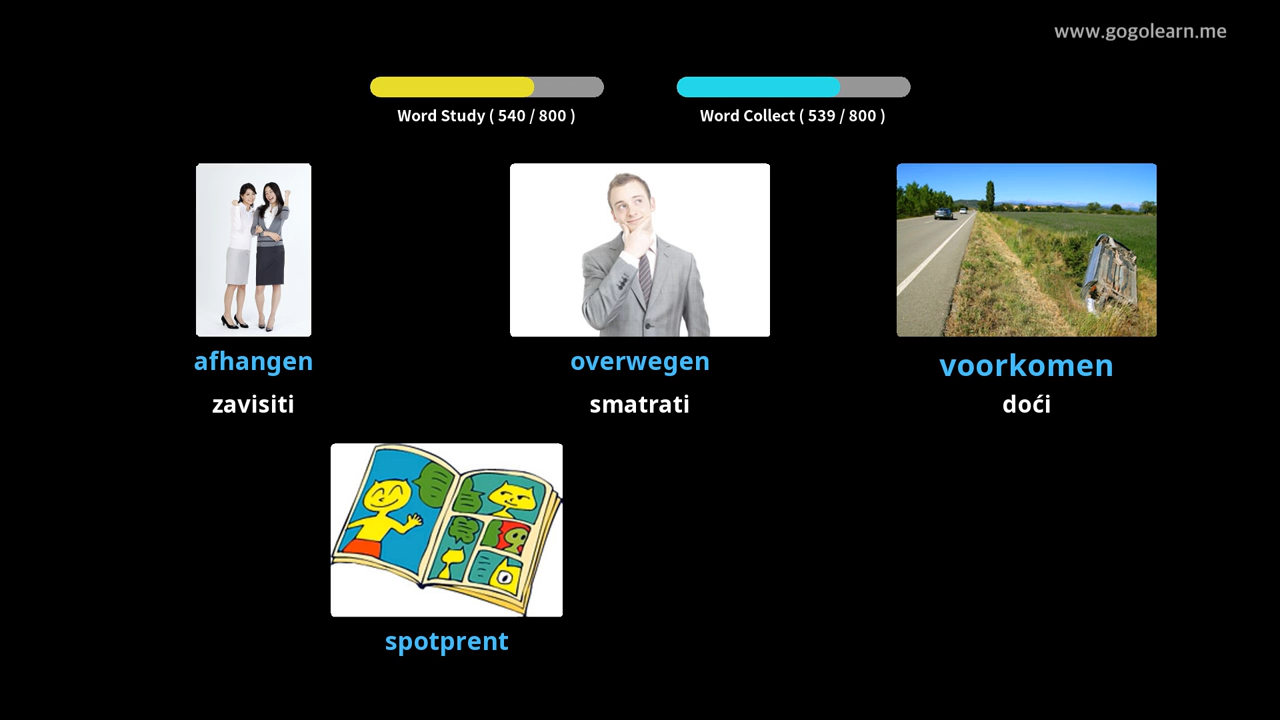 www.gogolearn.me
Word Study ( 540 / 800 )
Word Collect ( 539 / 800 )
afhangen
zavisiti
overwegen
smatrati
voorkomen
doći
spotprent